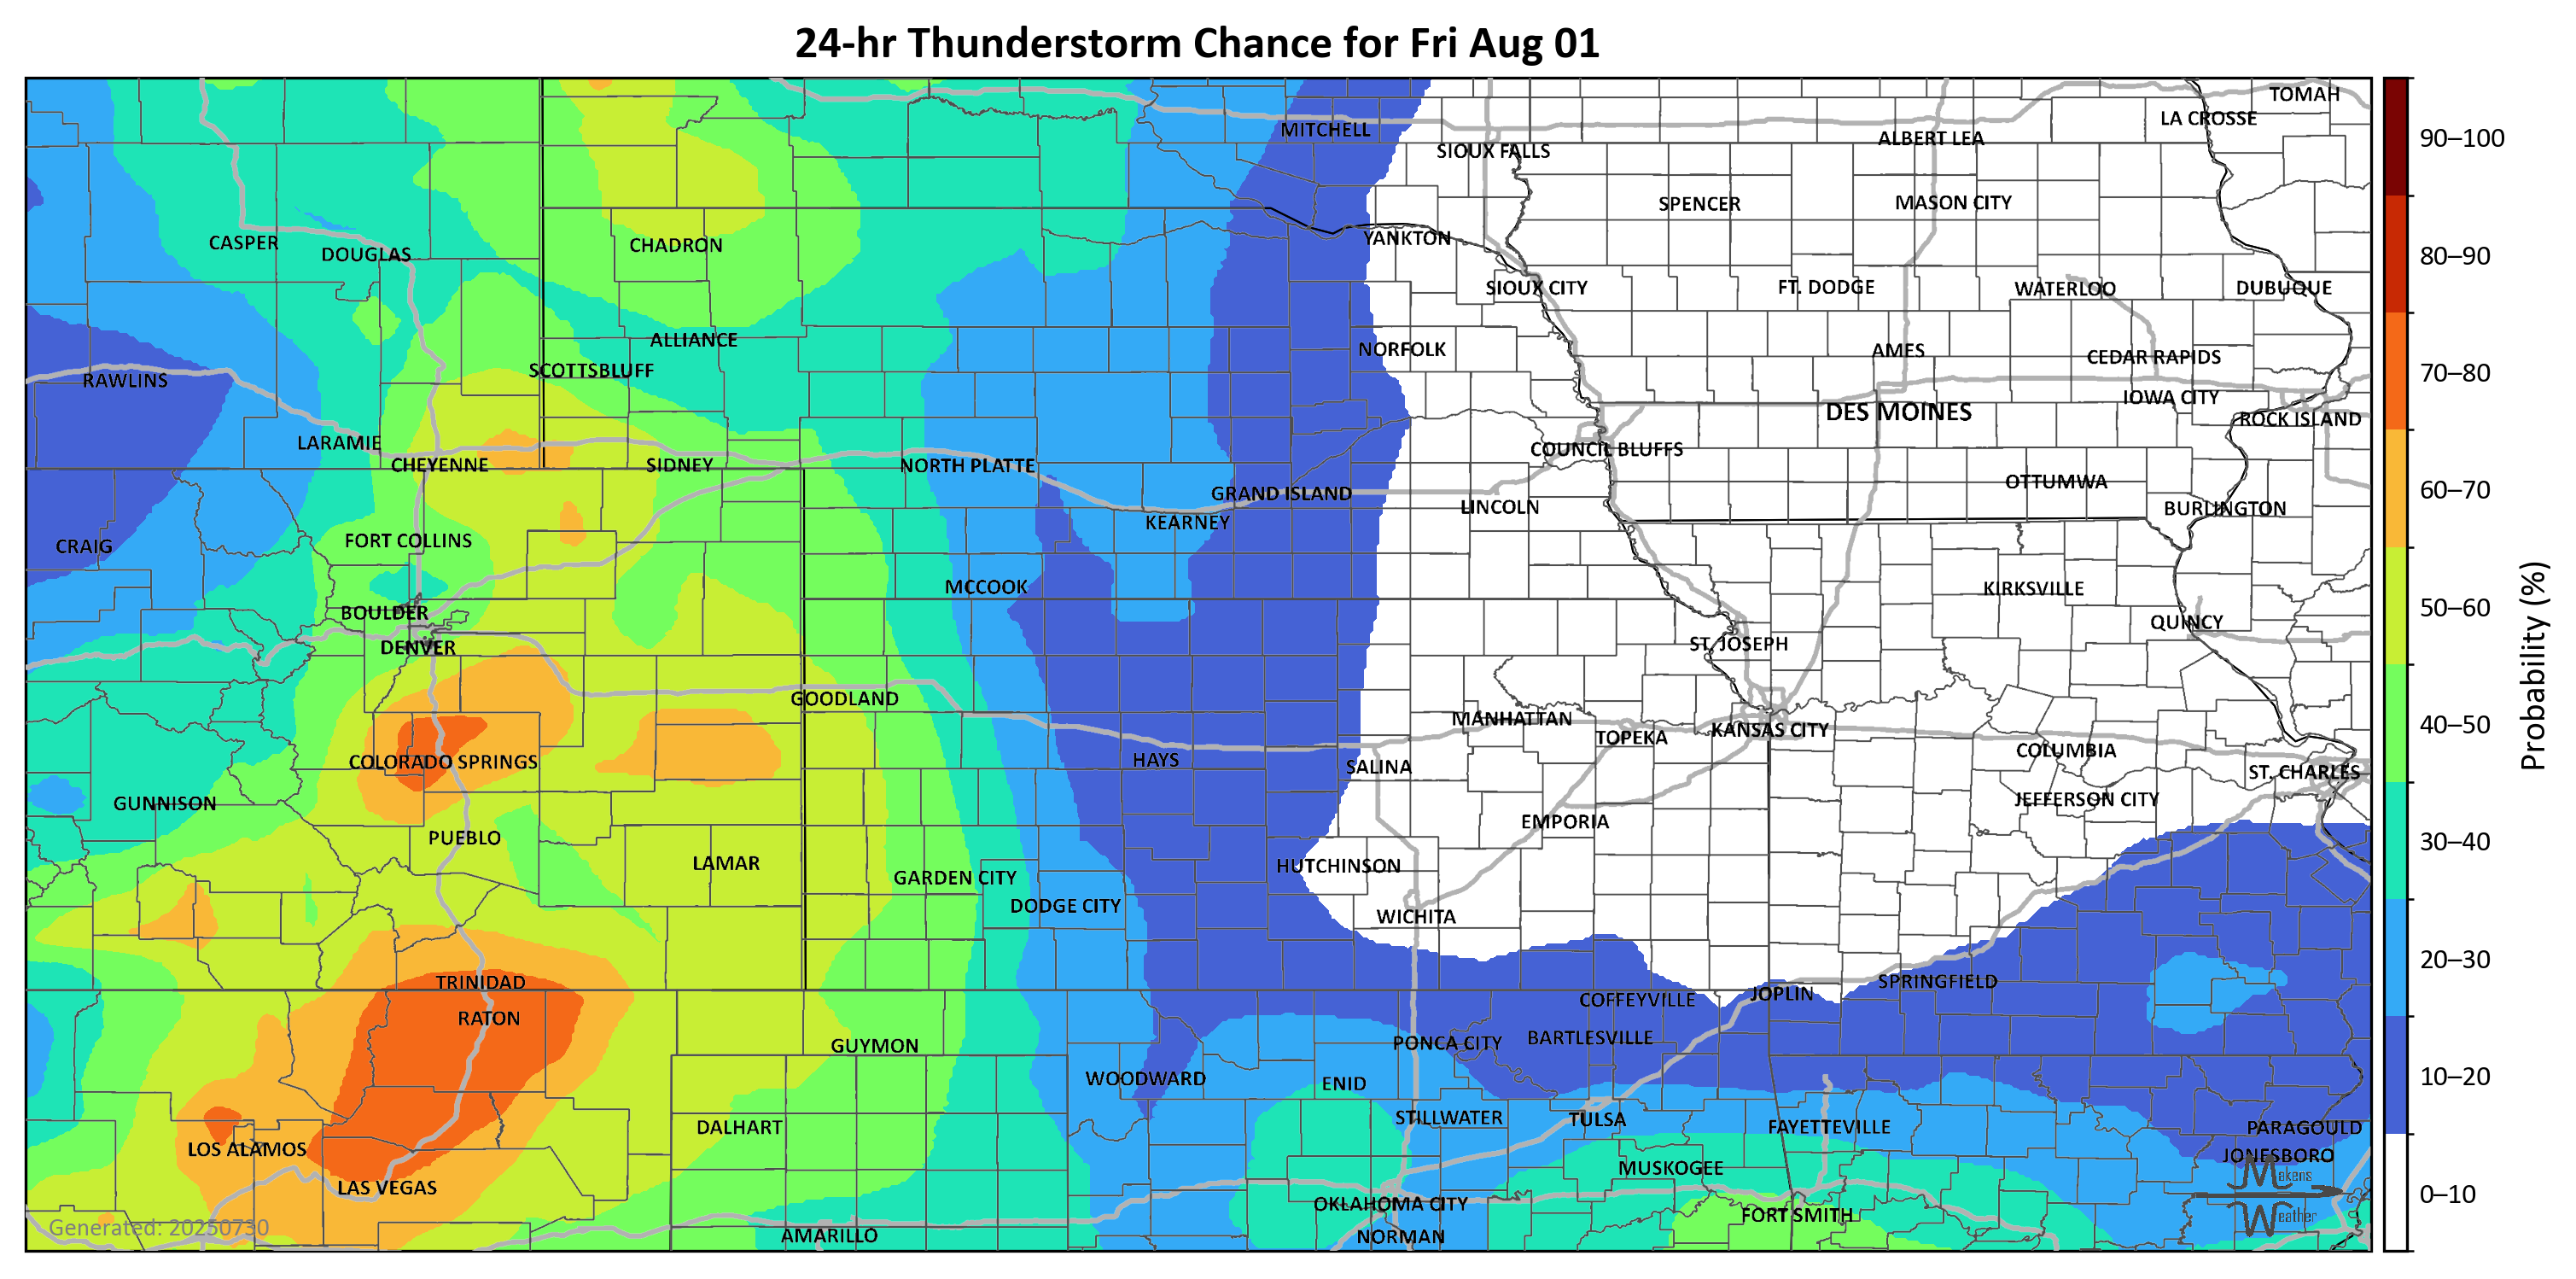 24-hr Thunderstorm Chance for Fri Aug 01
TOMAH
LA CROSSE
MITCHELL
ALBERT LEA
90–100
SIOUX FALLS
SPENCER
MASON CITY
YANKTON
CASPER
CHADRON
DOUGLAS
80–90
SIOUX CITY
FT. DODGE
WATERLOO
DUBUQUE
ALLIANCE
NORFOLK
AMES
CEDAR RAPIDS
SCOTTSBLUFF
70–80
RAWLINS
IOWA CITY
DES MOINES
ROCK ISLAND
LARAMIE
COUNCIL BLUFFS
CHEYENNE
SIDNEY
NORTH PLATTE
OTTUMWA
60–70
GRAND ISLAND
LINCOLN
BURLINGTON
KEARNEY
FORT COLLINS
CRAIG
MCCOOK
KIRKSVILLE
BOULDER
50–60
QUINCY
DENVER
ST. JOSEPH
Probability (%)
GOODLAND
MANHATTAN
40–50
KANSAS CITY
TOPEKA
COLUMBIA
COLORADO SPRINGS
HAYS
SALINA
ST. CHARLES
GUNNISON
JEFFERSON CITY
EMPORIA
PUEBLO
30–40
LAMAR
HUTCHINSON
GARDEN CITY
DODGE CITY
WICHITA
20–30
TRINIDAD
SPRINGFIELD
JOPLIN
COFFEYVILLE
RATON
BARTLESVILLE
PONCA CITY
GUYMON
10–20
WOODWARD
ENID
STILLWATER
TULSA
DALHART
FAYETTEVILLE
PARAGOULD
LOS ALAMOS
JONESBORO
MUSKOGEE
Makens
LAS VEGAS
0–10
OKLAHOMA CITY
FORT SMITH
Weather
Generated: 20250730
AMARILLO
NORMAN